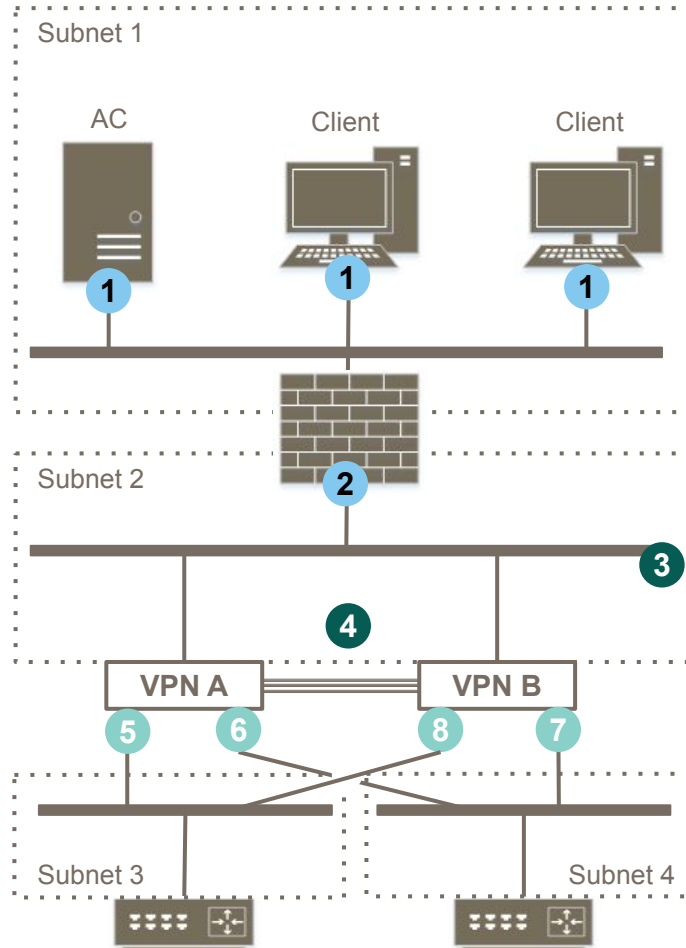 Subnet 1
AC
Client
Client
1
1
1
2
Subnet 2
3
4
VPN A
VPN B
5
6
8
7
Subnet 3
Subnet 4